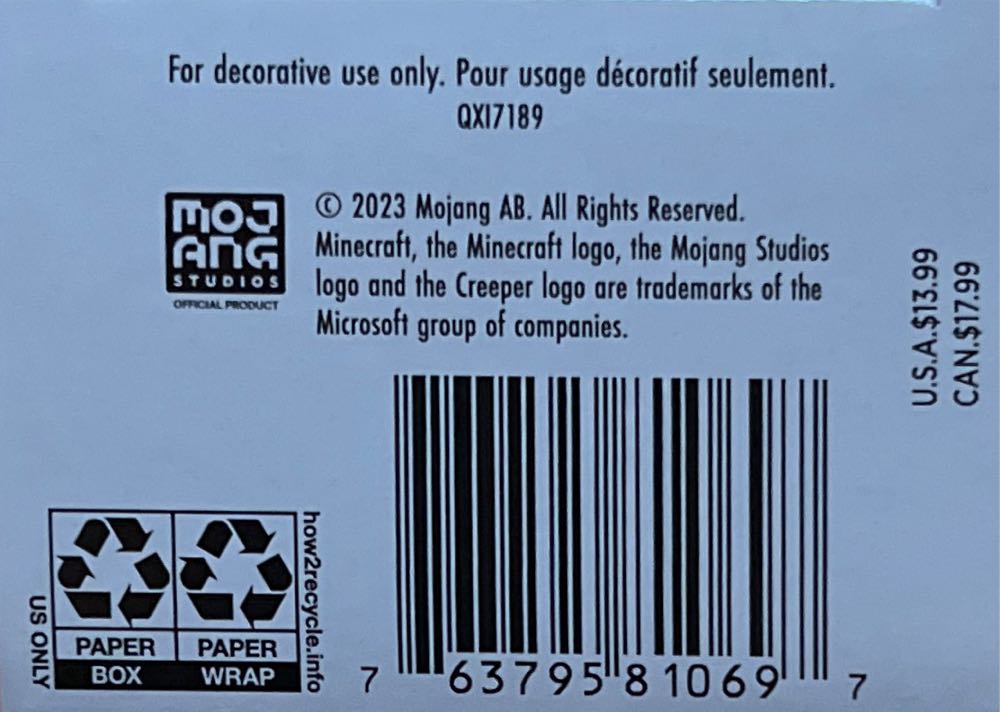 For decorative use only. Pour usage décoratif seulement.
QXI7189
MOJ
ANG
STUDIOS
OFFICIAL PRODUCT
© 2023 Mojang AB. All Rights Reserved.
Minecraft, the Minecraft logo, the Mojang Studios
logo and the Creeper logo are trademarks of the
Microsoft group of companies.
U.S.A.$13.99
CAN.$17.99
US ONLY
PAPER
BOX
PAPER
WRAP
how2recycle.info
7 63795 81069 7